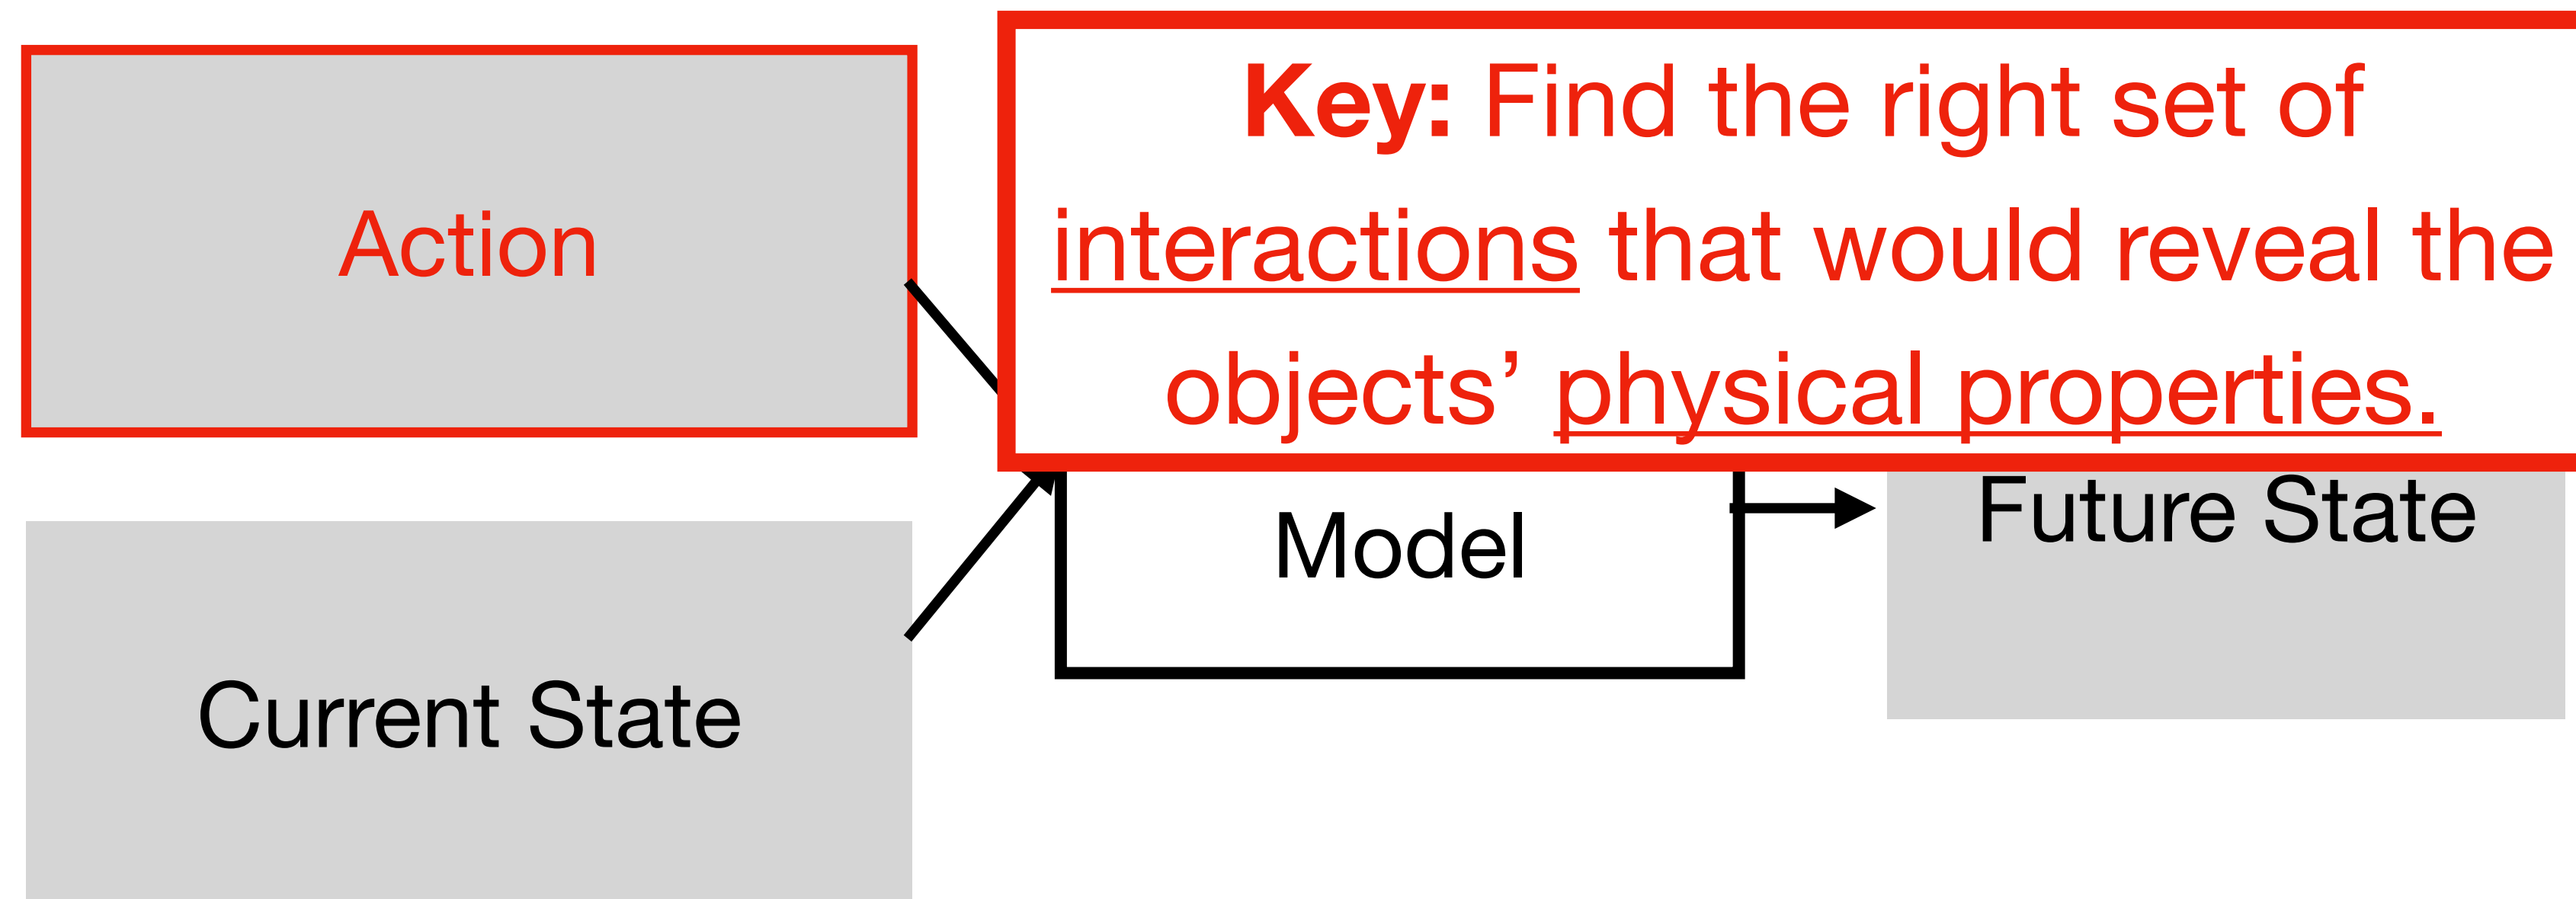 Action
Key: Find the right set of
interactions that would reveal the
objects’ physical properties.
Model
Future State
Current State